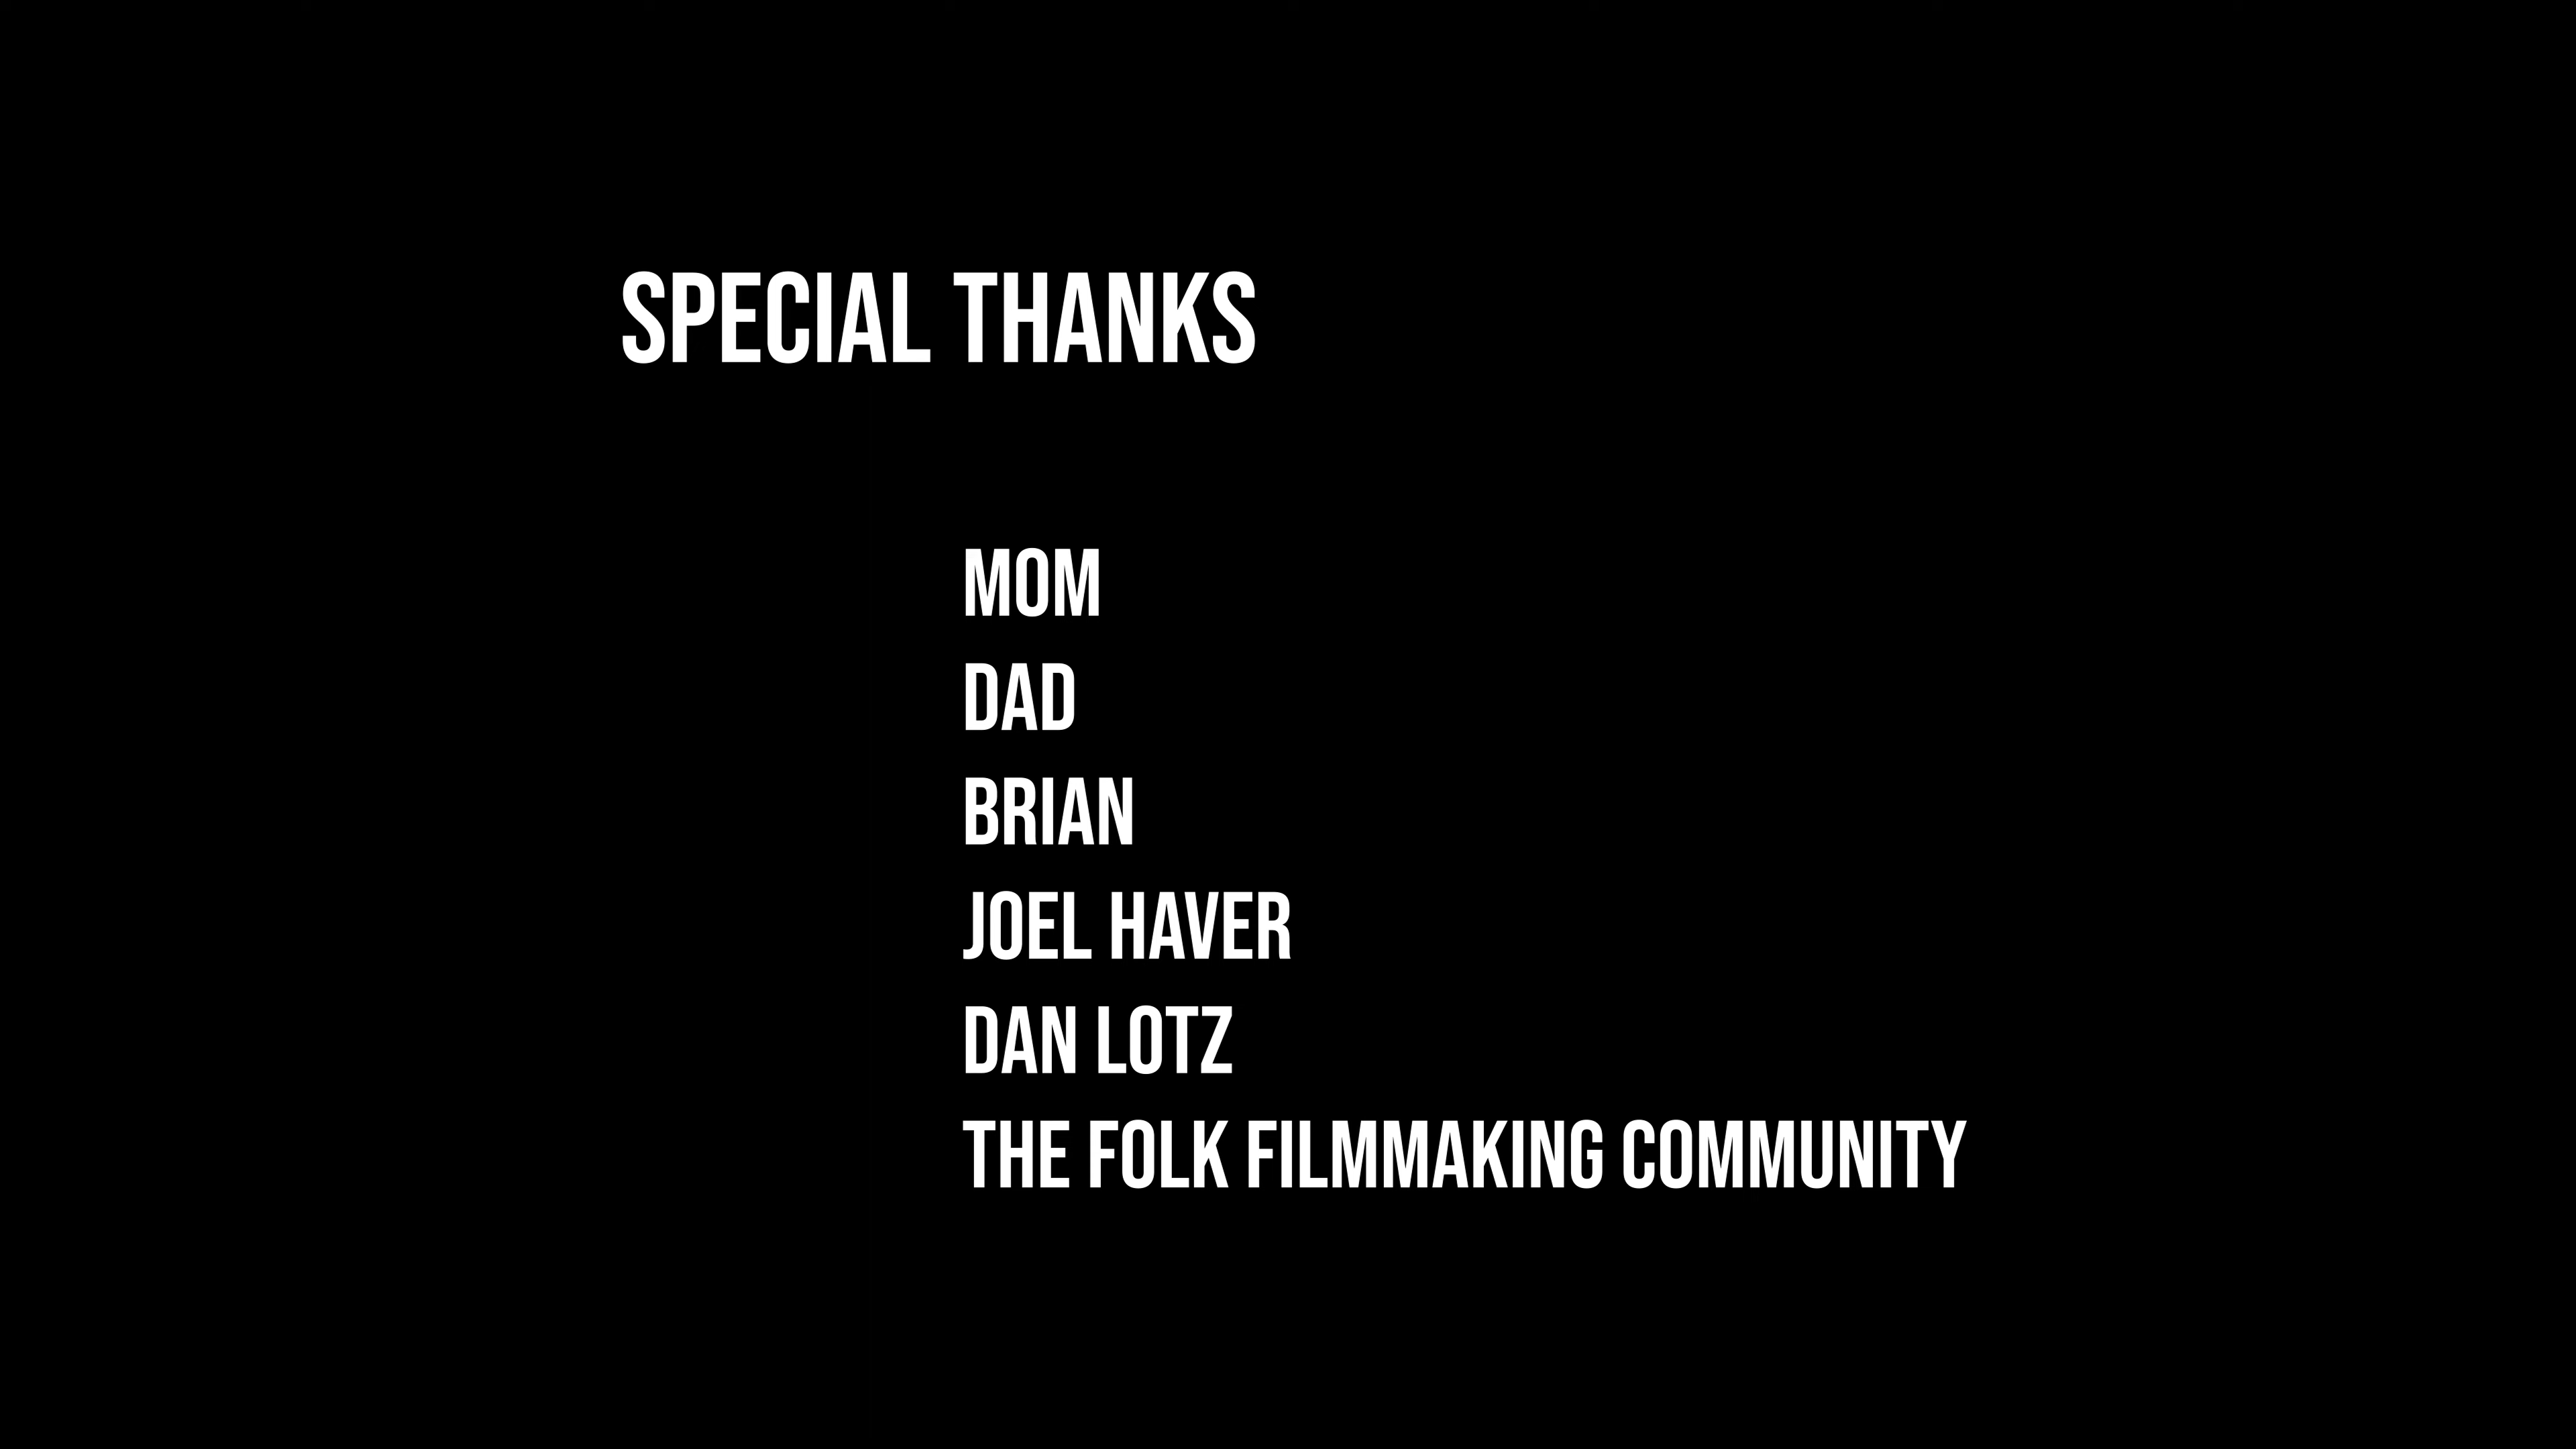 SPECIAL THANKS
MOM
DAD
BRIAN
JOEL HAVER
DAN LOTZ
THE FOLK FILMMAKING COMMUNITY